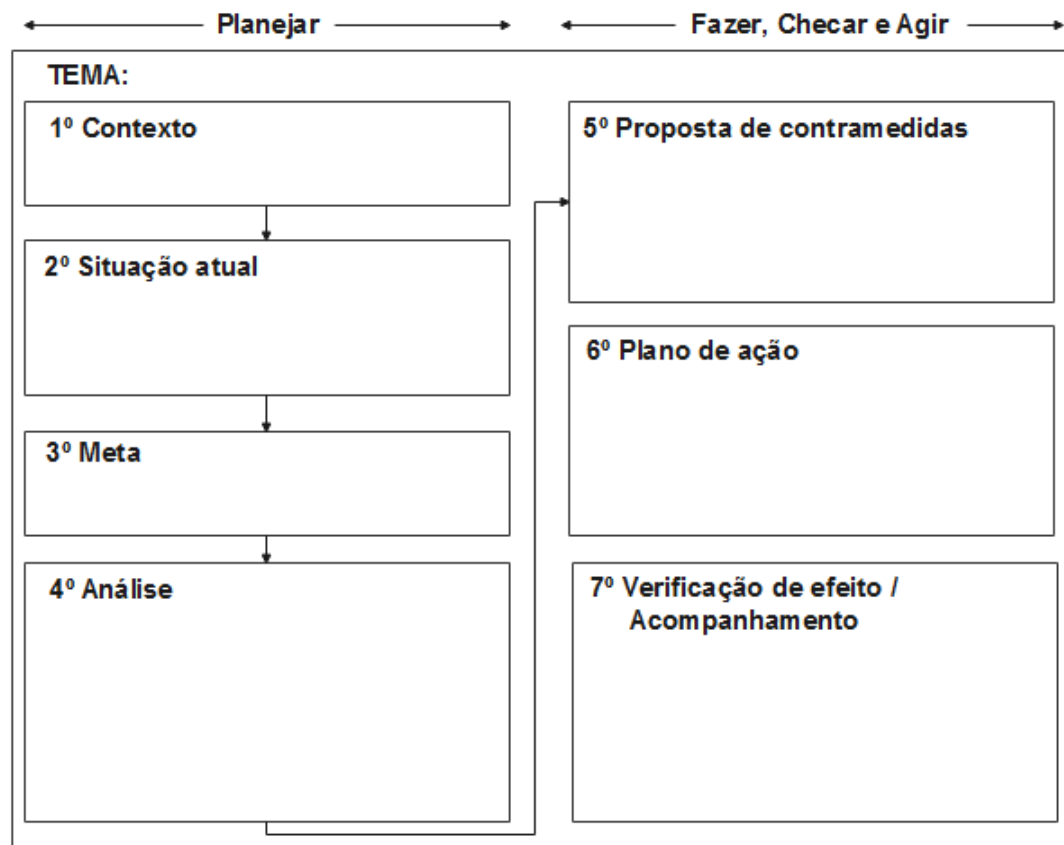 Planejar
Fazer, Checar e Agir
TEMA:
1º Contexto
2º Situação atual
3º Meta
4º Análise
5º Proposta de contramedidas
6º Plano de ação
7º Verificação de efeito /
Acompanhamento